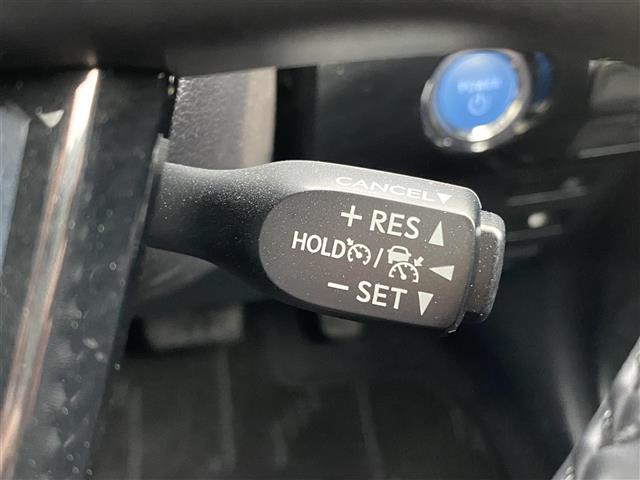 POWER
CANCEL▼
+ RES ▲
HOLD / ◀
- SET ▼